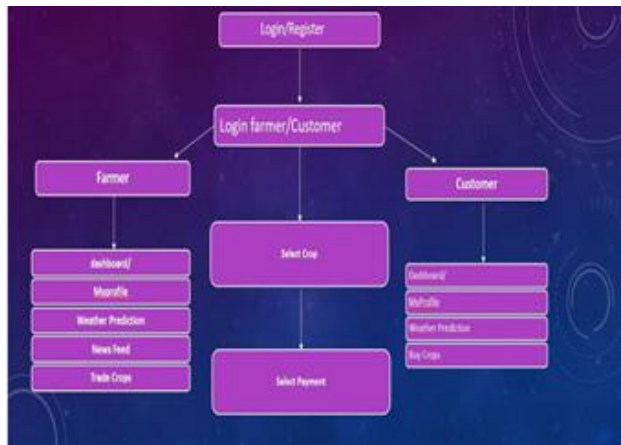 Login/Register
Login farmer/Customer
Farmer
Customer
Select Crop
Select Payment
dashboard/
Myprofile
Weather Prediction
News Feed
Trade Crops
Dashboard/
MyProfile
Weather Prediction
Buy Crops